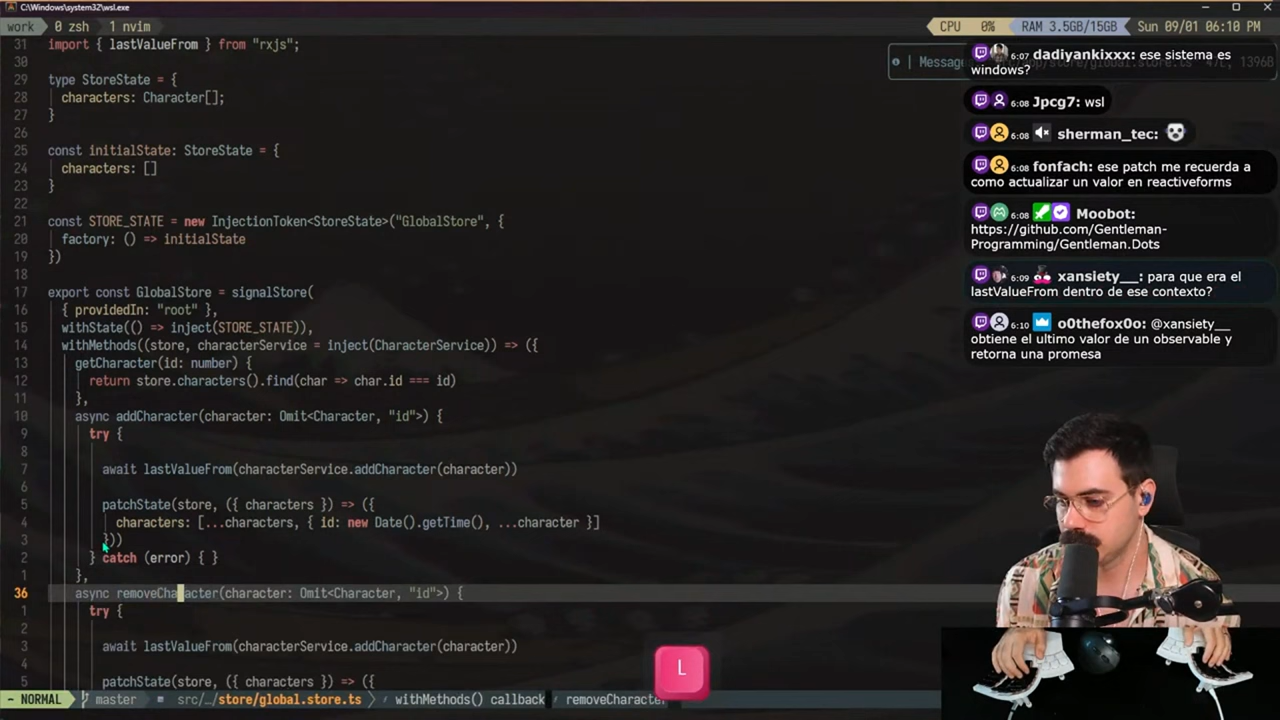 C:\Windows\system32\wsl.exe
work 0 zsh 1 nvim
CPU 0% RAM 3.5GB/15GB Sun 09/01 06:10 PM
31 import { lastValueFrom } from "rxjs";
30
29 type StoreState = {
28 characters: Character[];
27 }
26
25 const initialState: StoreState = {
24 characters: []
23 }
22
21 const STORE_STATE = new InjectionToken<StoreState>("GlobalStore", {
20 factory: () => initialState
19 })
18
17 export const GlobalStore = signalStore(
16 { providedIn: "root" },
15 withState(() => inject(STORE_STATE)),
14 withMethods((store, characterService = inject(CharacterService)) => ({
13 getCharacter(id: number) {
12 return store.characters().find(char => char.id === id)
11 },
10 async addCharacter(character: Omit<Character, "id">) {
9 try {
8
7 await lastValueFrom(characterService.addCharacter(character))
6
5 patchState(store, ({ characters }) => ({
4 characters: [...characters, { id: new Date().getTime(), ...character }]
3 }))
2 } catch (error) { }
1 },
36 async removeCharacter(character: Omit<Character, "id">) {
1 try {
2
3 await lastValueFrom(characterService.addCharacter(character))
4
5 patchState(store, ({ characters }) => ({
- NORMAL master src/…/store/global.store.ts withMethods() callback removeCharacter
Messag
store/global.store.ts" 47L, 1396B
6:07 dadiyankixxx: ese sistema es
windows?
6:08 Jpcg7: wsl
6:08 sherman_tec:
6:08 fonfach: ese patch me recuerda
a como actualizar un valor en reactiveforms
6:08 Moobot:
https://github.com/Gentleman-
Programming/Gentleman.Dots
6:09 xansiety__: para que era el
lastValueFrom dentro de ese contexto?
6:10 o0thefox0o: @xansiety__
obtiene el ultimo valor de un observable y
retorna una promesa
L